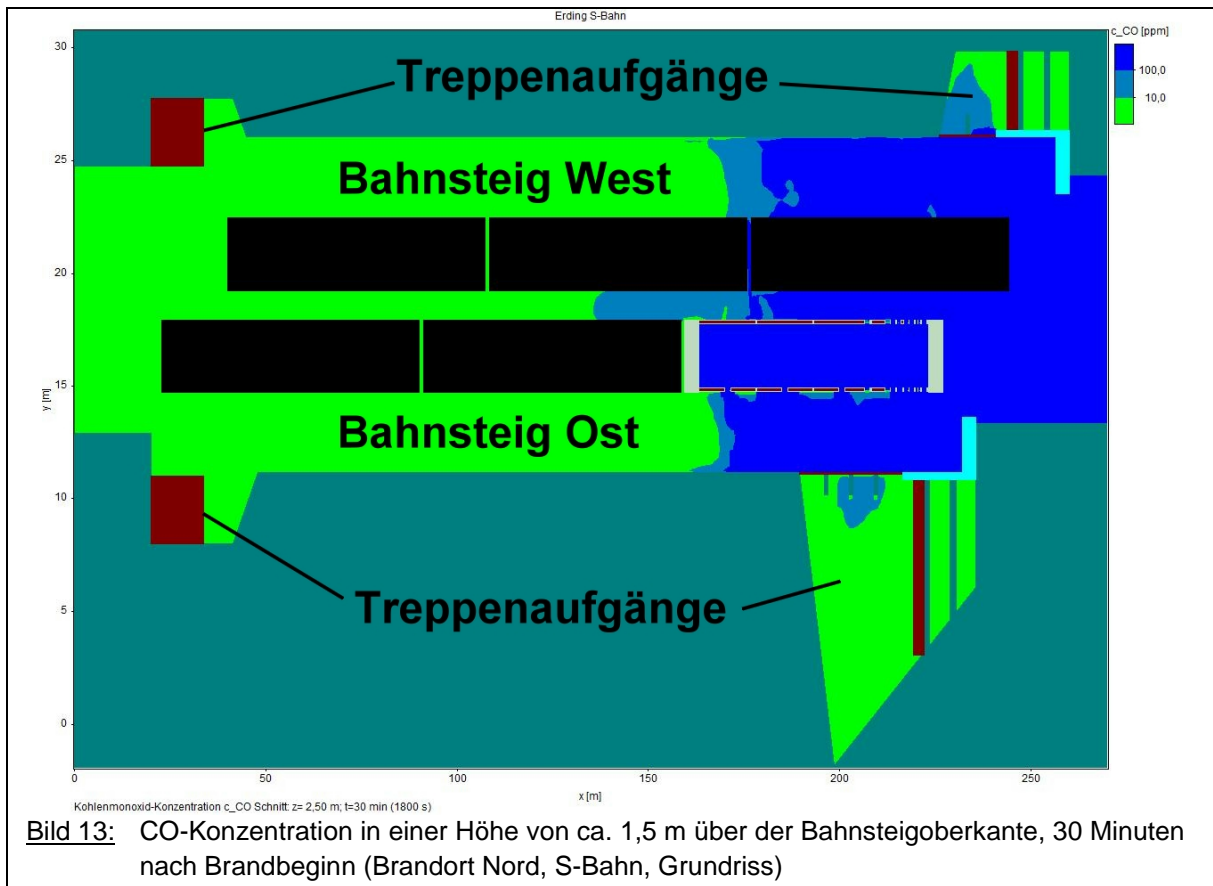 Erding S-Bahn
c_CO [ppm]
100,0
10,0
Treppenaufgänge
Bahnsteig West
Bahnsteig Ost
Treppenaufgänge
y [m]
30
25
20
15
10
5
0
0 50 100 150 200 250
x [m]
Kohlenmonoxid-Konzentration c_CO Schnitt: z= 2,50 m; t=30 min (1800 s)
Bild 13: CO-Konzentration in einer Höhe von ca. 1,5 m über der Bahnsteigoberkante, 30 Minuten
nach Brandbeginn (Brandort Nord, S-Bahn, Grundriss)